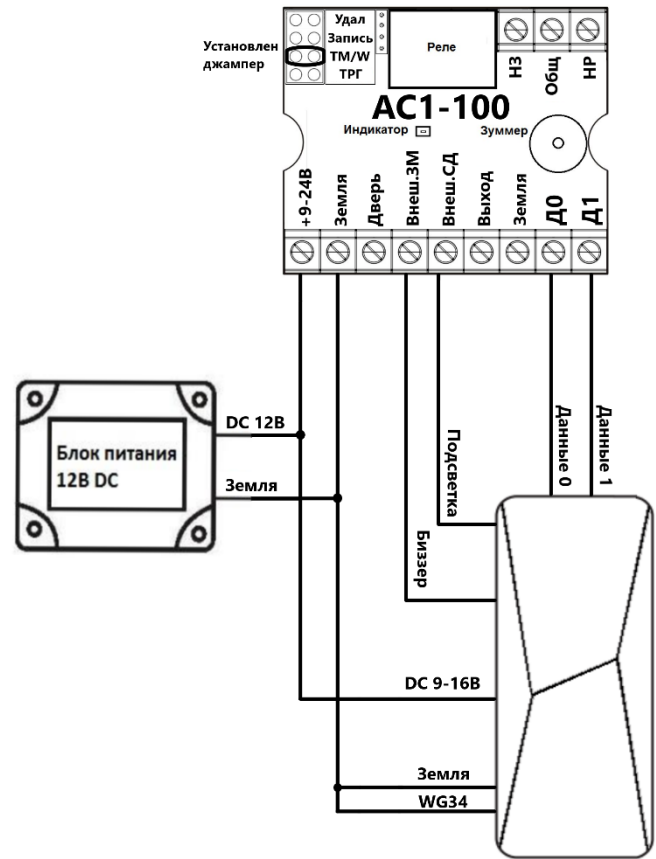 Удал
Запись
TM/W
ТРГ
Установлен
джампер
Реле
НЗ
Общ
НР
AC1-100
Индикатор
Зуммер
+9-24В
Земля
Дверь
Внеш.ЗМ
Внеш.СД
Выход
Земля
Д0
Д1
DC 12В
Блок питания
12В DC
Земля
Подсветка
Биззер
Данные 0
Данные 1
DC 9-16В
Земля
WG34